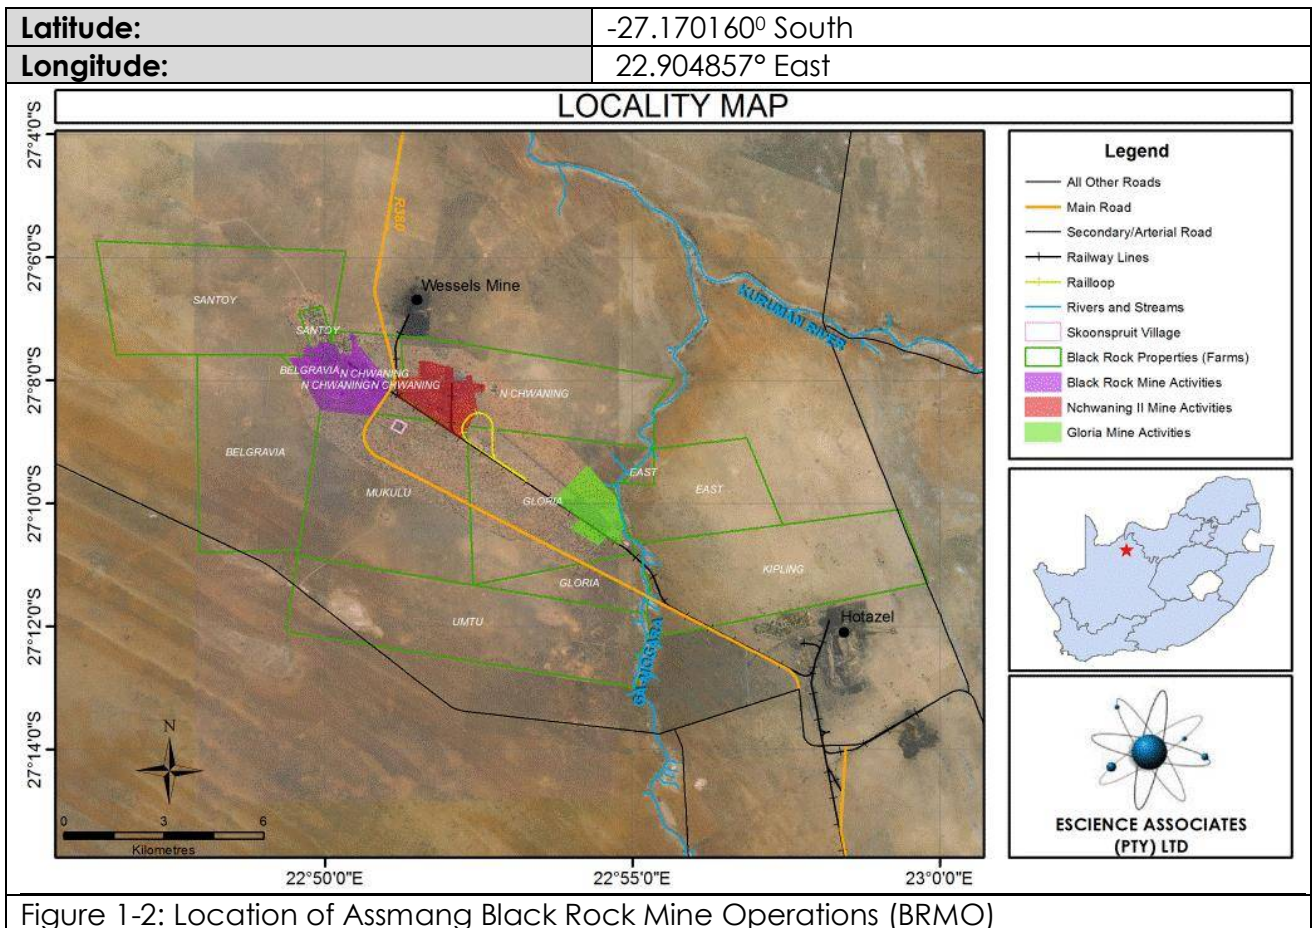 Latitude: -27.170160⁰ South
Longitude: 22.904857° East
LOCALITY MAP
27°4'0"S
27°6'0"S
27°8'0"S
27°10'0"S
27°12'0"S
27°14'0"S
R380
Wessels Mine
KURUMAN RIVER
SANTOY
SANTOY
BELGRAVIA
N CHWANING
N CHWANING
N CHWANING
N CHWANING
BELGRAVIA
MUKULU
GLORIA
EAST
EAST
GLORIA
KIPLING
UMTU
Hotazel
GA-MOGARA
N
0 3 6
Kilometres
22°50'0"E
22°55'0"E
23°0'0"E
Legend
All Other Roads
Main Road
Secondary/Arterial Road
Railway Lines
Railloop
Rivers and Streams
Skoonspruit Village
Black Rock Properties (Farms)
Black Rock Mine Activities
Nchwaning II Mine Activities
Gloria Mine Activities
ESCIENCE ASSOCIATES
(PTY) LTD
Figure 1-2: Location of Assmang Black Rock Mine Operations (BRMO)